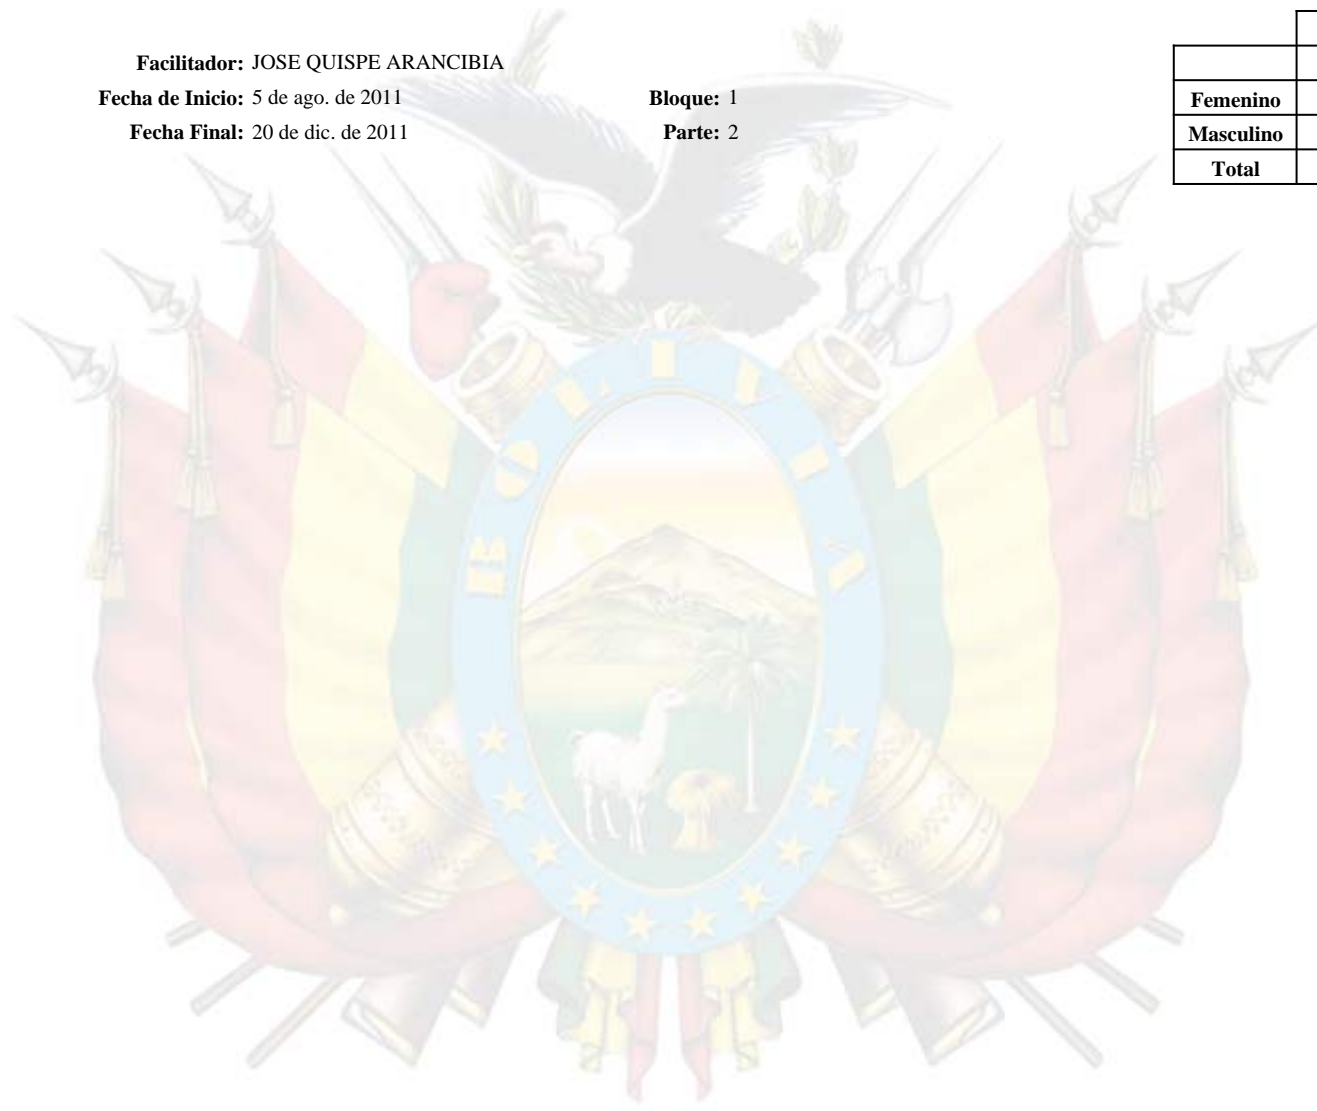 Facilitador: JOSE QUISPE ARANCIBIA
Fecha de Inicio: 5 de ago. de 2011 Bloque: 1
Fecha Final: 20 de dic. de 2011 Parte: 2
Femenino
Masculino
Total
BOLIVIA